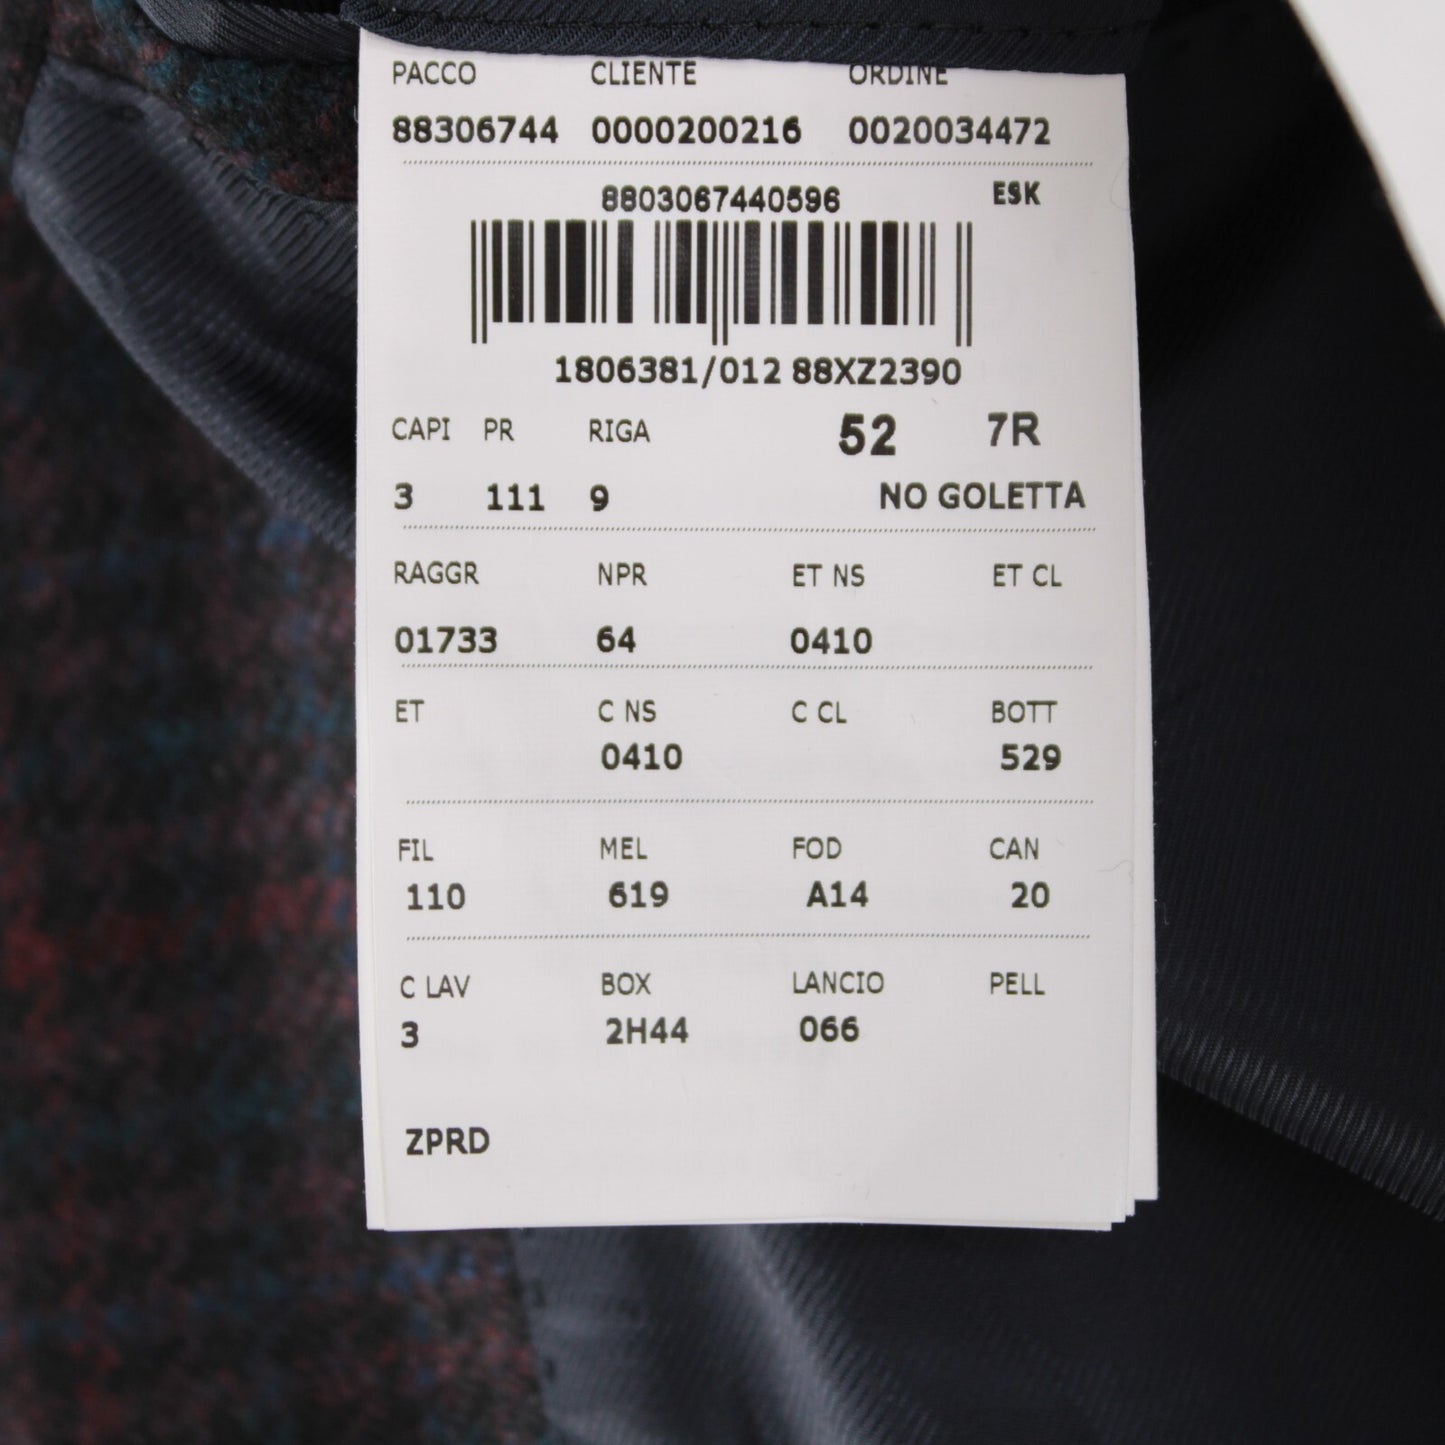 PACCO CLIENTE ORDINE
88306744 0000200216 0020034472
8803067440596 ESK
1806381/012 88XZ2390
CAPI PR RIGA 52 7R
3 111 9 NO GOLETTA
RAGGR NPR ET NS ET CL
01733 64 0410
ET C NS C CL BOTT
0410 529
FIL MEL FOD CAN
110 619 A14 20
C LAV BOX LANCIO PELL
3 2H44 066
ZPRD